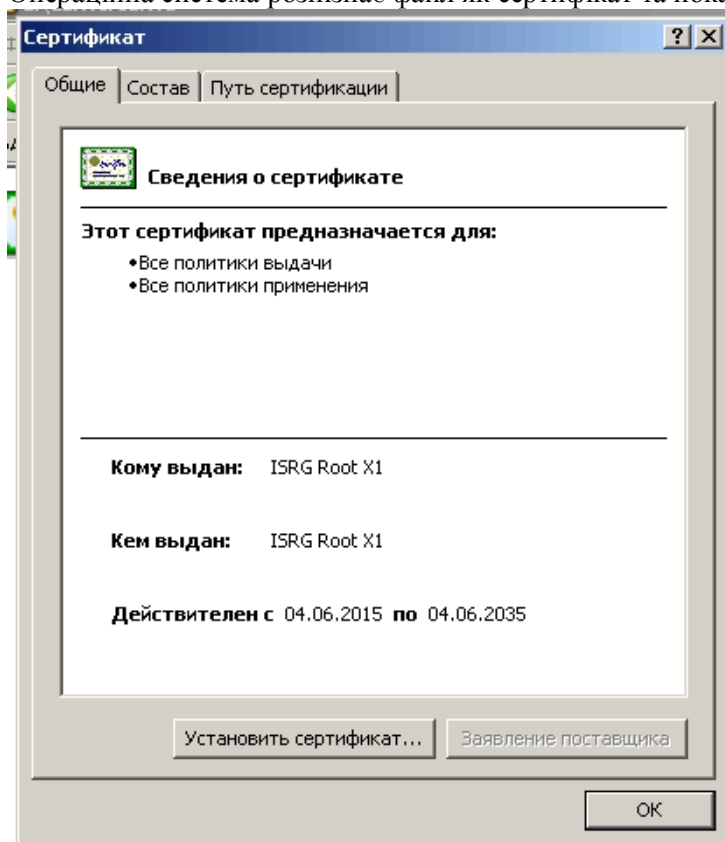 Операційна система розпізнає файл як сертифікат та пока
Сертификат
Общие Состав Путь сертификации
Сведения о сертификате
Этот сертификат предназначается для:
•Все политики выдачи
•Все политики применения
Кому выдан: ISRG Root X1
Кем выдан: ISRG Root X1
Действителен с 04.06.2015 по 04.06.2035
Установить сертификат... Заявление поставщика
ОК